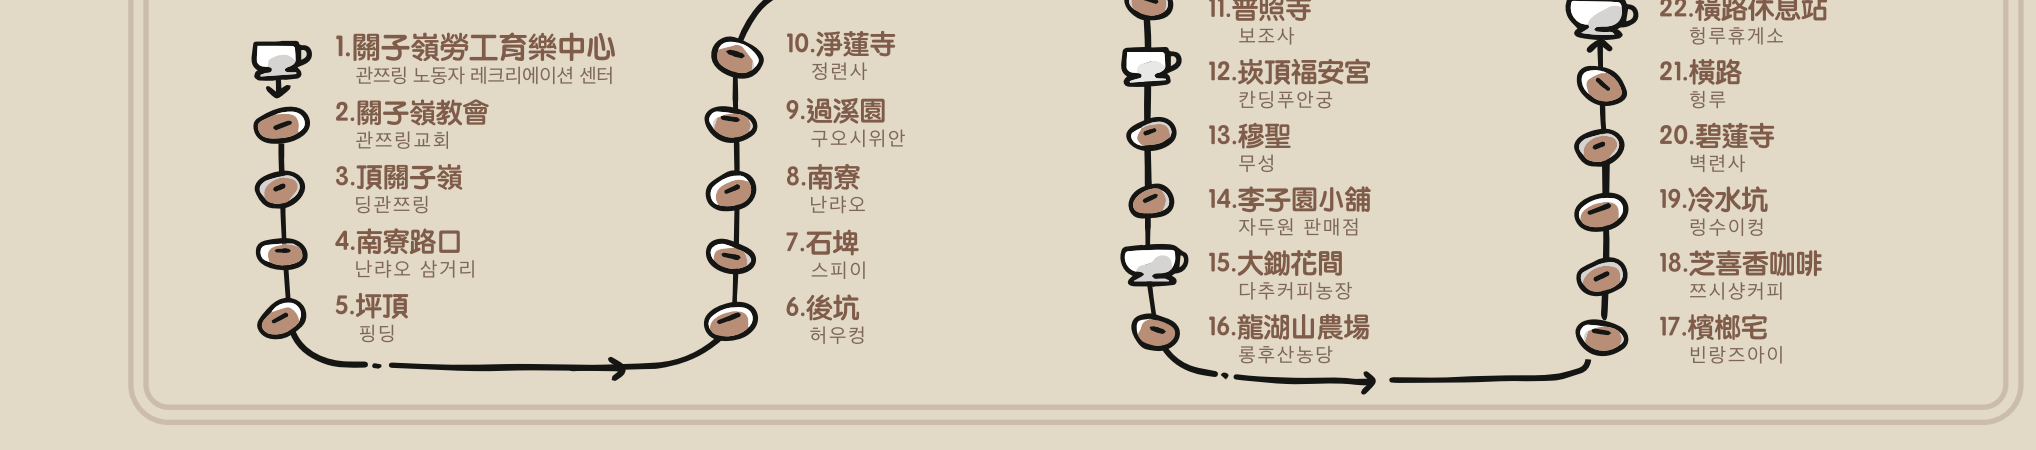 1.關子嶺勞工育樂中心
관쯔링 노동자 레크리에이션 센터
2.關子嶺教會
관쯔링교회
3.頂關子嶺
딩관쯔링
4.南寮路口
난랴오 삼거리
5.坪頂
핑딩
10.淨蓮寺
정련사
9.過溪園
구오시위안
8.南寮
난랴오
7.石埤
스피이
6.後坑
허우컹
11.普照寺
보조사
12.崁頂福安宮
칸딩푸안궁
13.穆聖
무성
14.李子園小舖
자두원 판매점
15.大鋤花間
다추커피농장
16.龍湖山農場
롱후산농당
22.橫路休息站
헝루휴게소
21.橫路
헝루
20.碧蓮寺
벽련사
19.冷水坑
렁수이컹
18.芝喜香咖啡
쯔시샹커피
17.檳榔宅
빈랑즈아이